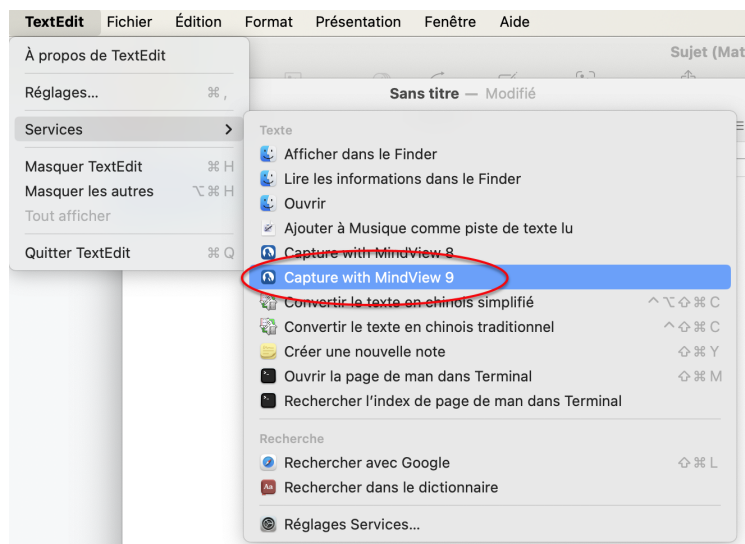 TextEdit Fichier Édition Format Présentation Fenêtre Aide
À propos de TextEdit
Réglages... ⌘ ,
Services >
Masquer TextEdit ⌘ H
Masquer les autres ⌥ ⌘ H
Tout afficher
Quitter TextEdit ⌘ Q
Sujet (Mat
Sans titre — Modifié
Texte
Afficher dans le Finder
Lire les informations dans le Finder
Ouvrir
Ajouter à Musique comme piste de texte lu
Capture with MindView 8
Capture with MindView 9
Convertir le texte en chinois simplifié ^ ⌥ ⇧ ⌘ C
Convertir le texte en chinois traditionnel ^ ⇧ ⌘ C
Créer une nouvelle note ⇧ ⌘ Y
Ouvrir la page de man dans Terminal ⇧ ⌘ M
Rechercher l'index de page de man dans Terminal
Recherche
Rechercher avec Google ⇧ ⌘ L
Aa Rechercher dans le dictionnaire
Réglages Services...